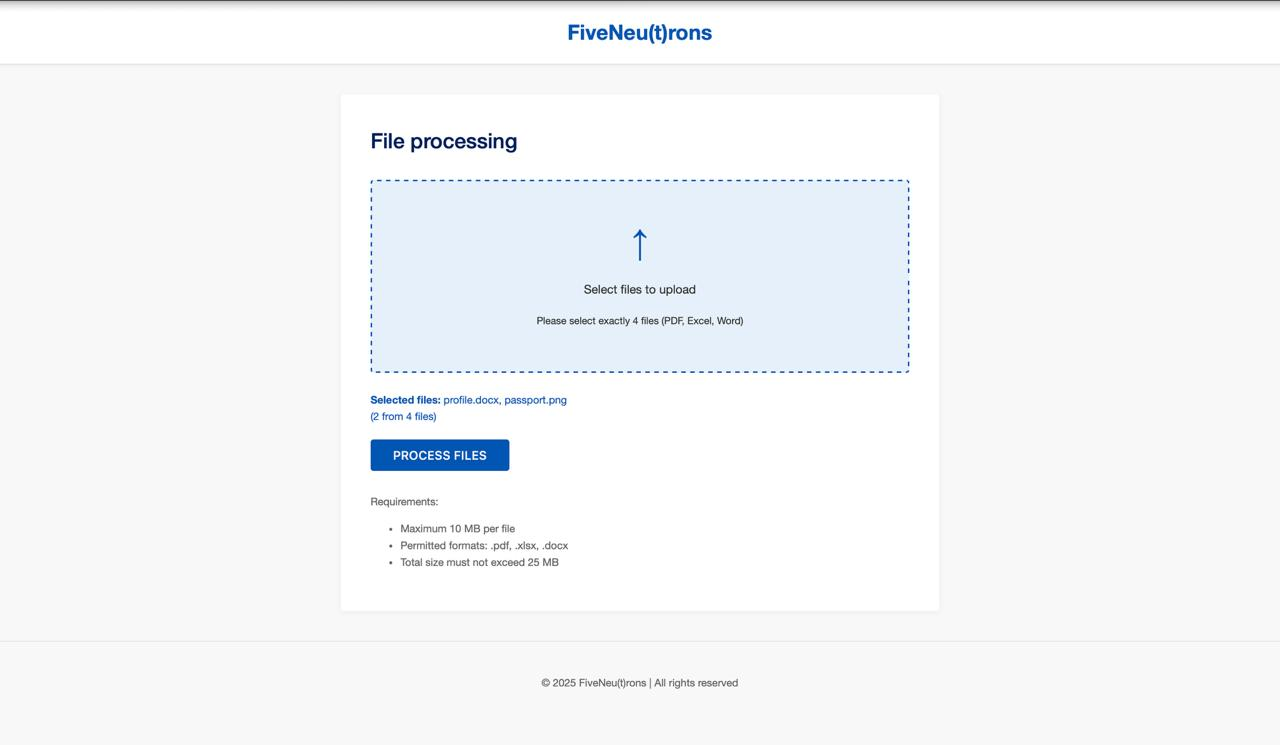 FiveNeu(t)rons
File processing
↑
Select files to upload
Please select exactly 4 files (PDF, Excel, Word)
Selected files: profile.docx, passport.png
(2 from 4 files)
PROCESS FILES
Requirements:
• Maximum 10 MB per file
• Permitted formats: .pdf, .xlsx, .docx
• Total size must not exceed 25 MB
© 2025 FiveNeu(t)rons | All rights reserved